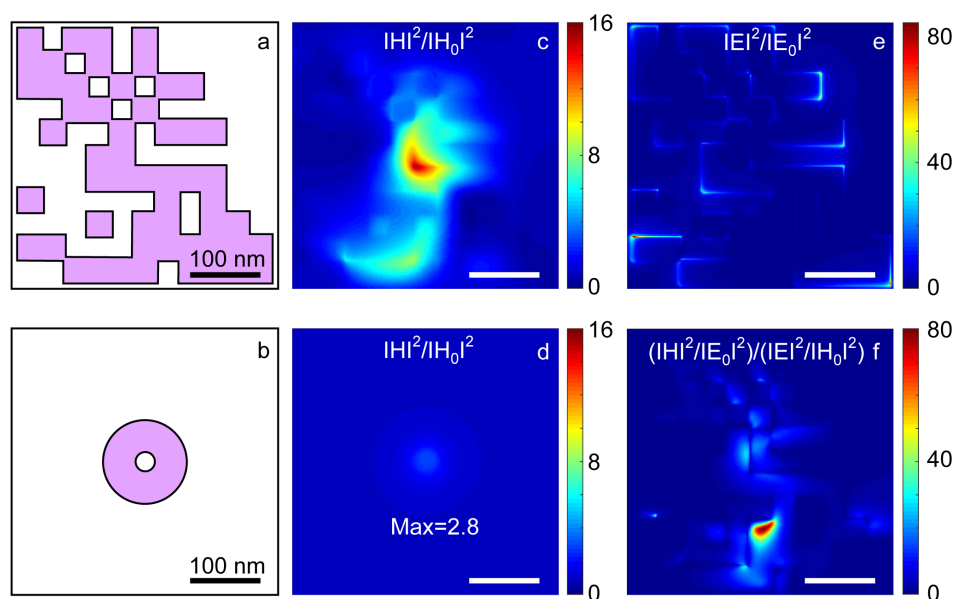 a
100 nm
|H|²/|H₀|²
c
16
8
0
|E|²/|E₀|²
e
80
40
0
b
100 nm
|H|²/|H₀|²
d
Max=2.8
16
8
0
(|H|²/|E₀|²)/(|E|²/|H₀|²) f
80
40
0